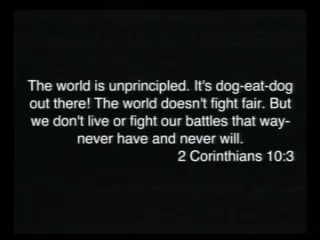 The world is unprincipled. It's dog-eat-dog
out there! The world doesn't fight fair. But
we don't live or fight our battles that way-
never have and never will.
2 Corinthians 10:3